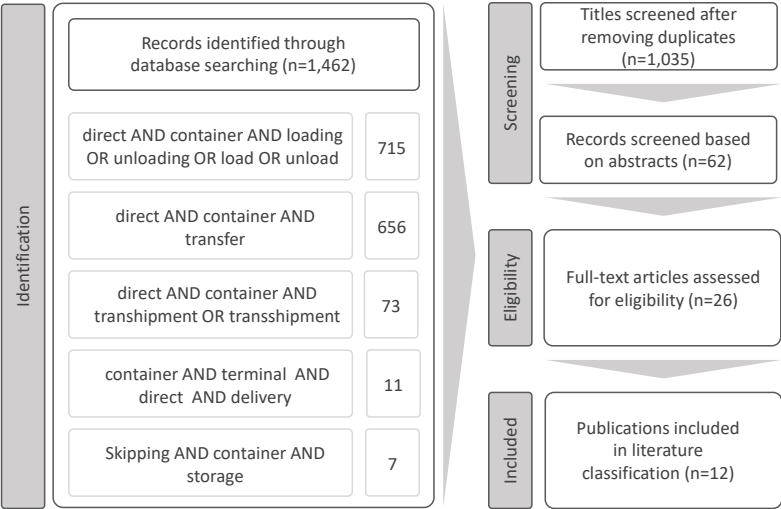 Identification
Records identified through
database searching (n=1,462)
direct AND container AND loading
OR unloading OR load OR unload
715
direct AND container AND
transfer
656
direct AND container AND
transhipment OR transshipment
73
container AND terminal AND
direct AND delivery
11
Skipping AND container AND
storage
7
Screening
Titles screened after
removing duplicates
(n=1,035)
Records screened based
on abstracts (n=62)
Eligibility
Full-text articles assessed
for eligibility (n=26)
Included
Publications included
in literature
classification (n=12)